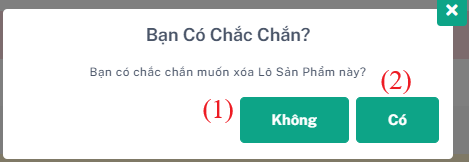 Bạn Có Chắc Chắn?
Bạn có chắc chắn muốn xóa Lô Sản Phẩm này?
(1) Không (2) Có